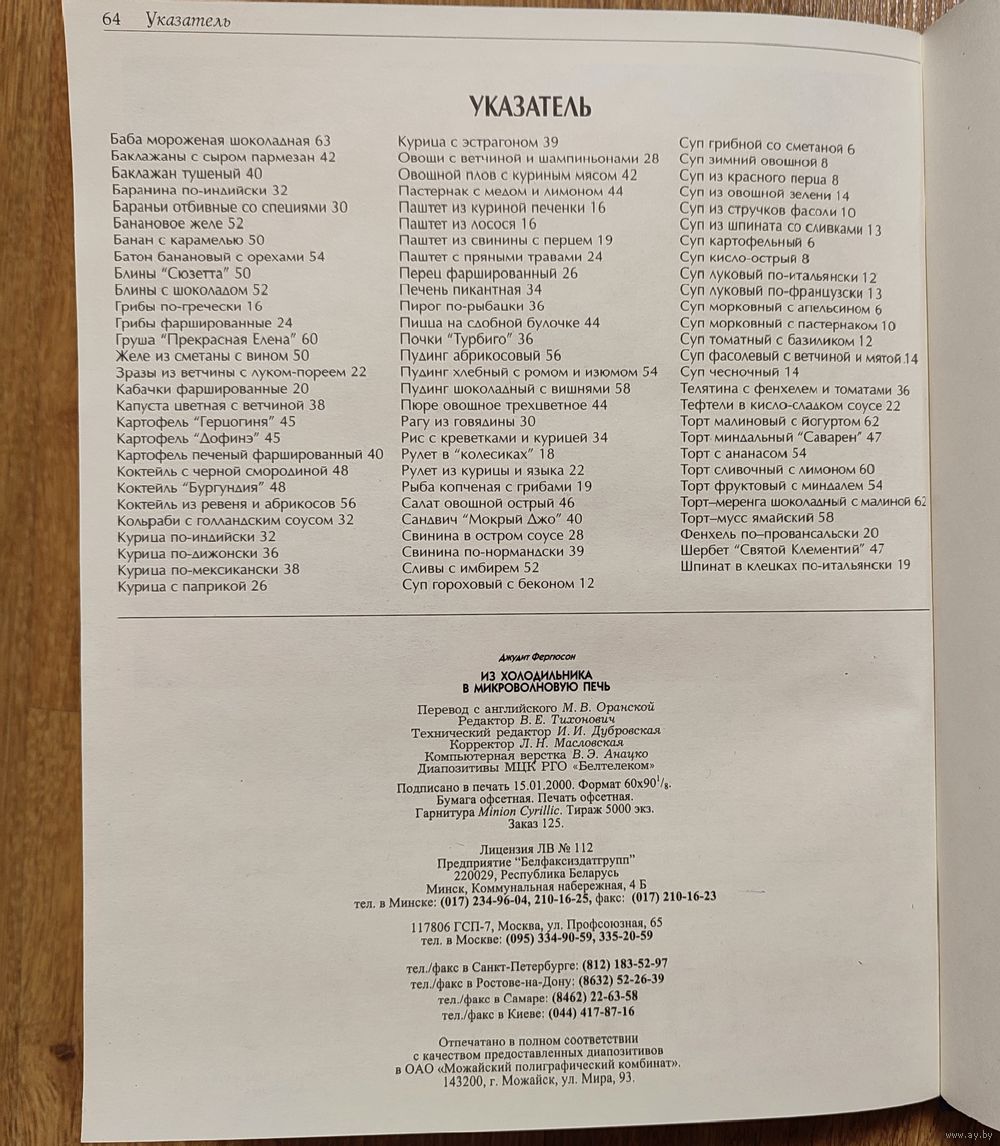 64 Указатель
УКАЗАТЕЛЬ
Баба мороженая шоколадная 63
Баклажаны с сыром пармезан 42
Баклажан тушеный 40
Баранина по-индийски 32
Бараньи отбивные со специями 30
Банановое желе 52
Банан с карамелью 50
Батон банановый с орехами 54
Блины “Сюзетта” 50
Блины с шоколадом 52
Грибы по-гречески 16
Грибы фаршированные 24
Груша “Прекрасная Елена” 60
Желе из сметаны с вином 50
Зразы из ветчины с луком-пореем 22
Кабачки фаршированные 20
Капуста цветная с ветчиной 38
Картофель “Герцогиня” 45
Картофель “Дофинэ” 45
Картофель печеный фаршированный 40
Коктейль с черной смородиной 48
Коктейль “Бургундия” 48
Коктейль из ревеня и абрикосов 56
Кольраби с голландским соусом 32
Курица по-индийски 32
Курица по-дижонски 36
Курица по-мексикански 38
Курица с паприкой 26
Курица с эстрагоном 39
Овощи с ветчиной и шампиньонами 28
Овощной плов с куриным мясом 42
Пастернак с медом и лимоном 44
Паштет из куриной печенки 16
Паштет из лосося 16
Паштет из свинины с перцем 19
Паштет с пряными травами 24
Перец фаршированный 26
Печень пикантная 34
Пирог по-рыбацки 36
Пицца на сдобной булочке 44
Почки “Турбиго” 36
Пудинг абрикосовый 56
Пудинг хлебный с ромом и изюмом 54
Пудинг шоколадный с вишнями 58
Пюре овощное трехцветное 44
Рагу из говядины 30
Рис с креветками и курицей 34
Рулет в “колесиках” 18
Рулет из курицы и языка 22
Рыба копченая с грибами 19
Салат овощной острый 46
Сандвич “Мокрый Джо” 40
Свинина в остром соусе 28
Свинина по-нормандски 39
Сливы с имбирем 52
Суп гороховый с беконом 12
Суп грибной со сметаной 6
Суп зимний овощной 8
Суп из красного перца 8
Суп из овощной зелени 14
Суп из стручков фасоли 10
Суп из шпината со сливками 13
Суп картофельный 6
Суп кисло-острый 8
Суп луковый по-итальянски 12
Суп луковый по-французски 13
Суп морковный с апельсином 6
Суп морковный с пастернаком 10
Суп томатный с базиликом 12
Суп фасолевый с ветчиной и мятой 14
Суп чесночный 14
Телятина с фенхелем и томатами 36
Тефтели в кисло-сладком соусе 22
Торт малиновый с йогуртом 62
Торт миндальный “Саварен” 47
Торт с ананасом 54
Торт сливочный с лимоном 60
Торт фруктовый с миндалем 54
Торт–меренга шоколадный с малиной 62
Торт–мусс ямайский 58
Фенхель по–провансальски 20
Шербет “Святой Клементий” 47
Шпинат в клецках по-итальянски 19
Джудит Фергюсон
ИЗ ХОЛОДИЛЬНИКА
В МИКРОВОЛНОВУЮ ПЕЧЬ
Перевод с английского М. В. Оранской
Редактор В. Е. Тихонович
Технический редактор И. И. Дубровская
Корректор Л. Н. Масловская
Компьютерная верстка В. Э. Анацко
Диапозитивы МЦК РГО «Белтелеком»
Подписано в печать 15.01.2000. Формат 60х90¹/₈.
Бумага офсетная. Печать офсетная.
Гарнитура Minion Cyrillic. Тираж 5000 экз.
Заказ 125.
Лицензия ЛВ № 112
Предприятие “Белфаксиздатгрупп”
220029, Республика Беларусь
Минск, Коммунальная набережная, 4 Б
тел. в Минске: (017) 234-96-04, 210-16-25, факс: (017) 210-16-23
117806 ГСП-7, Москва, ул. Профсоюзная, 65
тел. в Москве: (095) 334-90-59, 335-20-59
тел./факс в Санкт-Петербурге: (812) 183-52-97
тел./факс в Ростове-на-Дону: (8632) 52-26-39
тел./факс в Самаре: (8462) 22-63-58
тел./факс в Киеве: (044) 417-87-16
Отпечатано в полном соответствии
с качеством предоставленных диапозитивов
в ОАО «Можайский полиграфический комбинат».
143200, г. Можайск, ул. Мира, 93.
www.ay.by